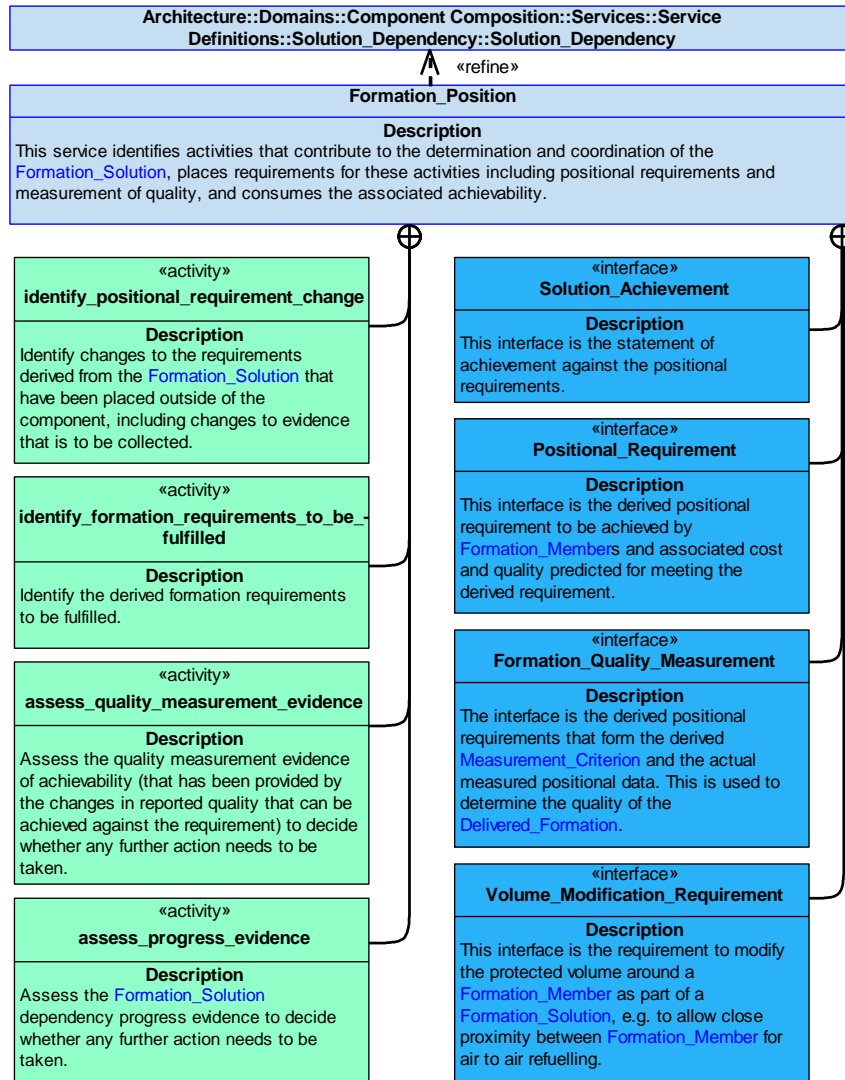 Architecture::Domains::Component Composition::Services::Service
Definitions::Solution_Dependency::Solution_Dependency
«refine»
Formation_Position
Description
This service identifies activities that contribute to the determination and coordination of the
Formation_Solution, places requirements for these activities including positional requirements and
measurement of quality, and consumes the associated achievability.
«activity»
identify_positional_requirement_change
Description
Identify changes to the requirements
derived from the Formation_Solution that
have been placed outside of the
component, including changes to evidence
that is to be collected.
«activity»
identify_formation_requirements_to_be_-
fulfilled
Description
Identify the derived formation requirements
to be fulfilled.
«activity»
assess_quality_measurement_evidence
Description
Assess the quality measurement evidence
of achievability (that has been provided by
the changes in reported quality that can be
achieved against the requirement) to decide
whether any further action needs to be
taken.
«activity»
assess_progress_evidence
Description
Assess the Formation_Solution
dependency progress evidence to decide
whether any further action needs to be
taken.
«interface»
Solution_Achievement
Description
This interface is the statement of
achievement against the positional
requirements.
«interface»
Positional_Requirement
Description
This interface is the derived positional
requirement to be achieved by
Formation_Members and associated cost
and quality predicted for meeting the
derived requirement.
«interface»
Formation_Quality_Measurement
Description
The interface is the derived positional
requirements that form the derived
Measurement_Criterion and the actual
measured positional data. This is used to
determine the quality of the
Delivered_Formation.
«interface»
Volume_Modification_Requirement
Description
This interface is the requirement to modify
the protected volume around a
Formation_Member as part of a
Formation_Solution, e.g. to allow close
proximity between Formation_Member for
air to air refuelling.